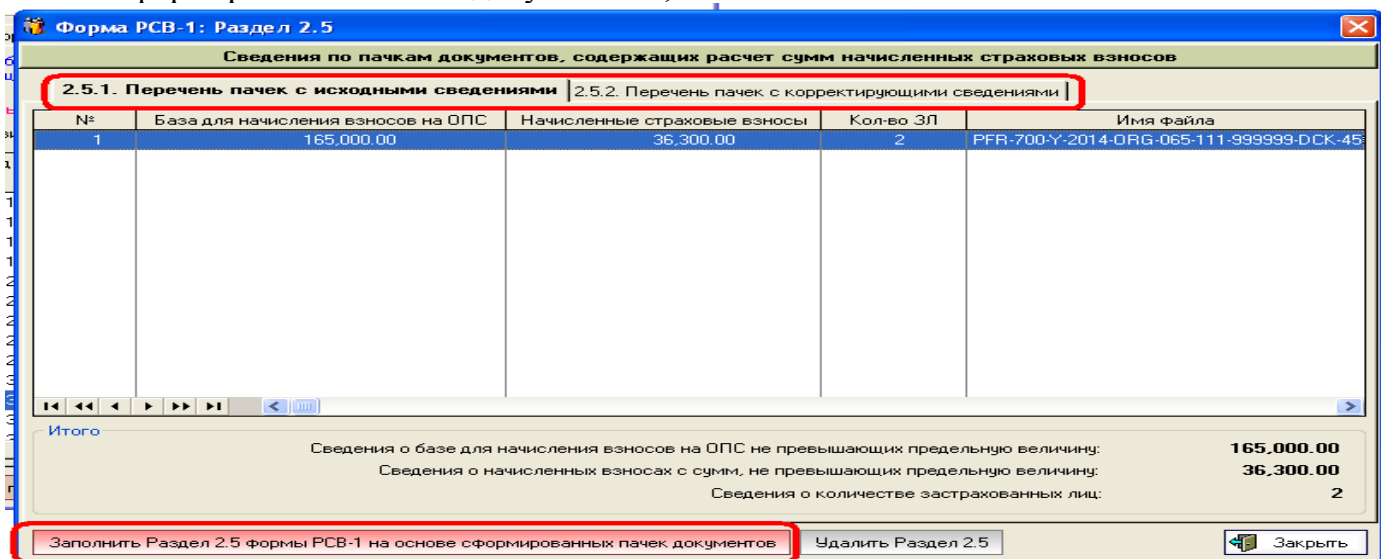 Форма РСВ-1: Раздел 2.5
Сведения по пачкам документов, содержащих расчет сумм начисленных страховых взносов
2.5.1. Перечень пачек с исходными сведениями 2.5.2. Перечень пачек с корректирующими сведениями
№ База для начисления взносов на ОПС Начисленные страховые взносы Кол-во ЗЛ Имя файла
1 165,000.00 36,300.00 2 PFR-700-Y-2014-ORG-065-111-999999-DCK-45
Итого
Сведения о базе для начисления взносов на ОПС не превышающих предельную величину: 165,000.00
Сведения о начисленных взносах с сумм, не превышающих предельную величину: 36,300.00
Сведения о количестве застрахованных лиц: 2
Заполнить Раздел 2.5 формы РСВ-1 на основе сформированных пачек документов Удалить Раздел 2.5 Закрыть